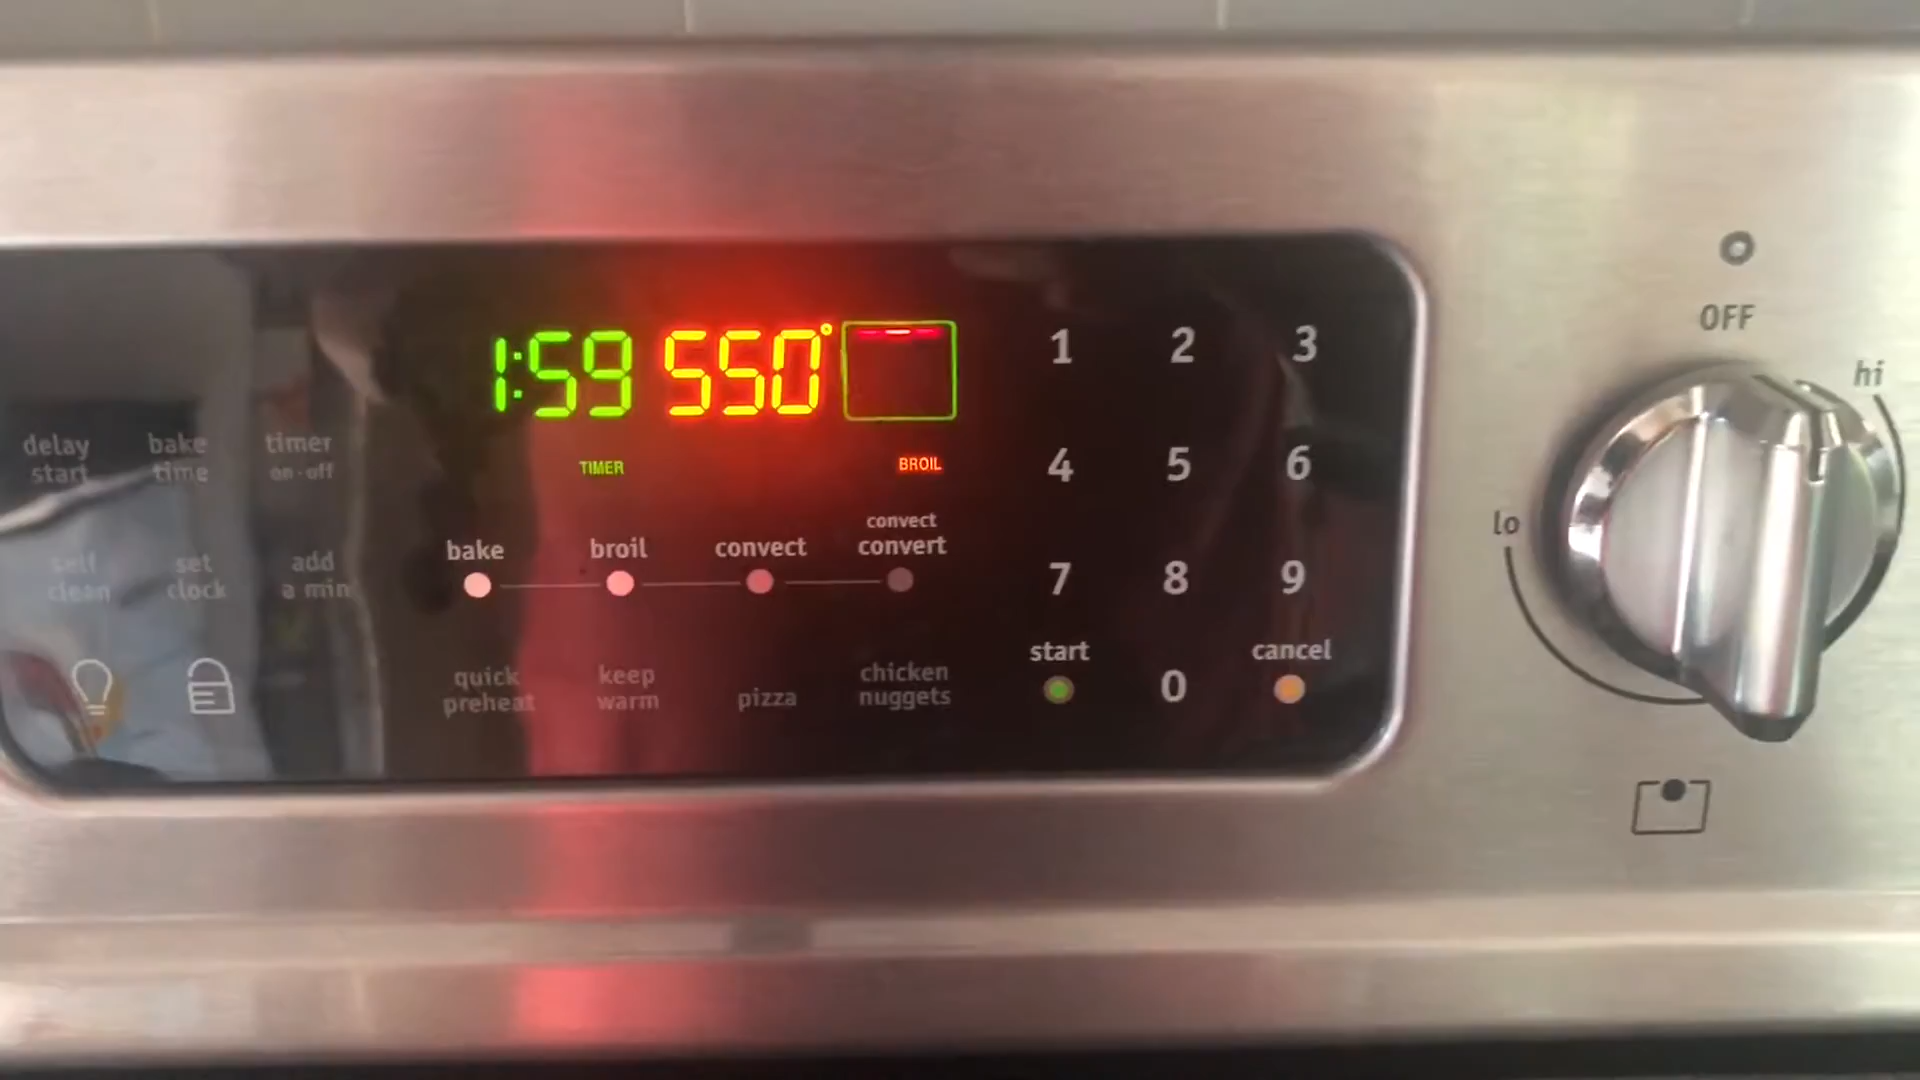 1:59 550°
TIMER BROIL
delay start
bake time
timer on·off
self clean
set clock
add a min
bake
broil
convect
convect convert
quick preheat
keep warm
pizza
chicken nuggets
1 2 3
4 5 6
7 8 9
start 0 cancel
OFF
hi
lo